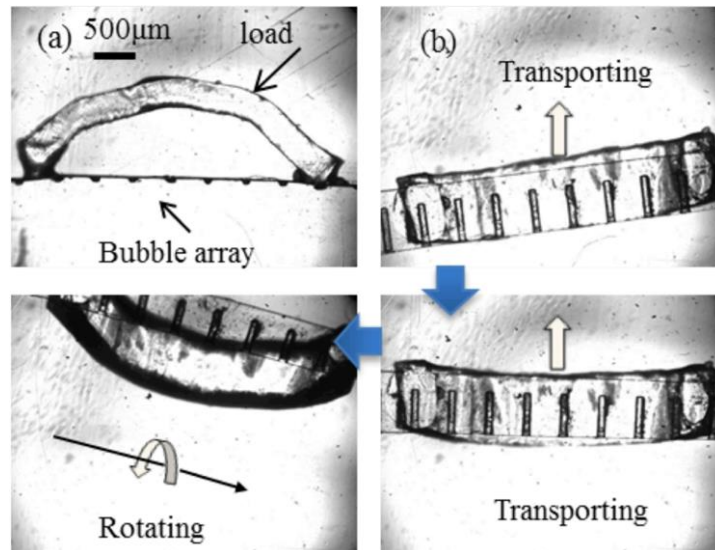 (a)
500μm
load
Bubble array
(b)
Transporting
Transporting
Rotating